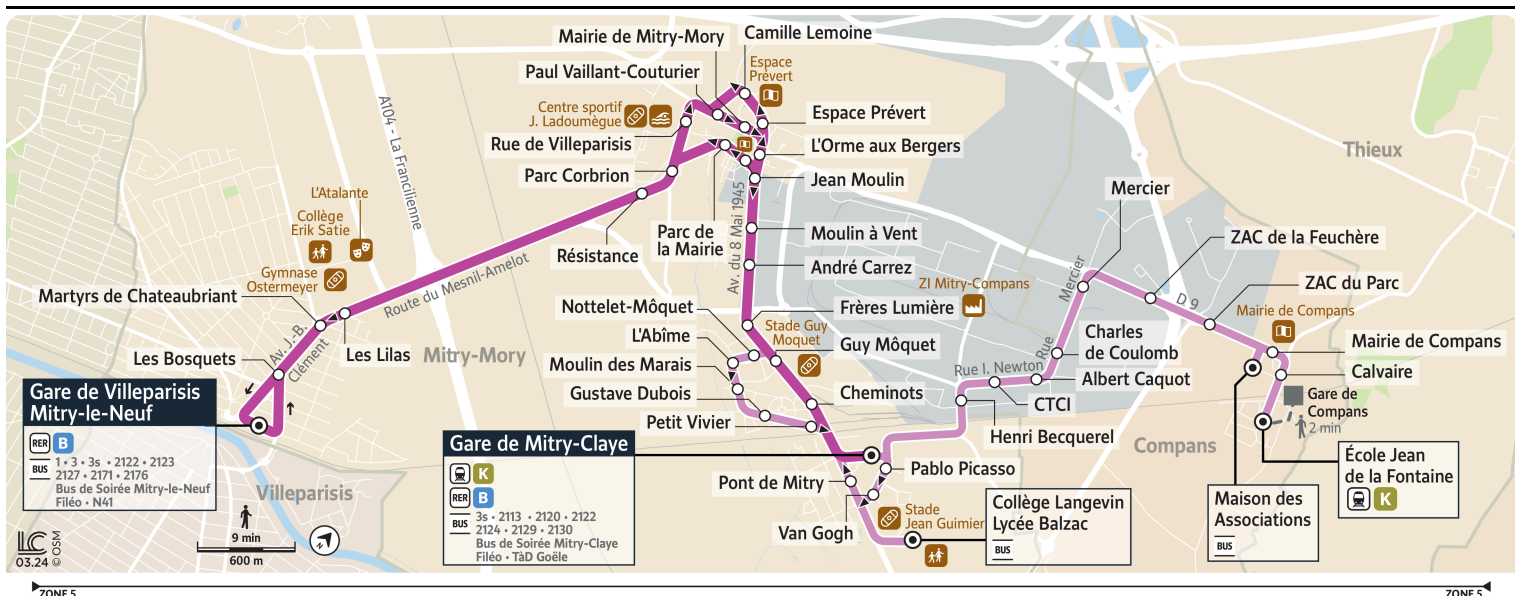 Mairie de Mitry-Mory
Camille Lemoine
Paul Vaillant-Couturier
Espace
Prévert
Centre sportif
J. Ladoumègue
Espace Prévert
Rue de Villeparisis
L'Orme aux Bergers
Parc Corbrion
Jean Moulin
Thieux
A104 - La Francilienne
Mercier
L'Atalante
Collège
Erik Satie
Gymnase
Ostermeyer
Résistance
Parc de
la Mairie
Av. du 8 Mai 1945
Moulin à Vent
André Carrez
ZAC de la Feuchère
Martyrs de Chateaubriant
Route du Mesnil-Amelot
Nottelet-Môquet
Frères Lumière
ZI Mitry-Compans
Rue Mercier
D 9
ZAC du Parc
Mairie de Compans
L'Abîme
Stade Guy
Moquet
Guy Môquet
Charles
de Coulomb
Mairie de Compans
Les Bosquets
Av. J.-B.
Clément
Les Lilas
Mitry-Mory
Moulin des Marais
Rue I. Newton
Albert Caquot
Calvaire
Gustave Dubois
Cheminots
CTCI
Gare de
Compans
2 min
Petit Vivier
Henri Becquerel
Compans
Gare de Villeparisis
Mitry-le-Neuf
RER B
BUS
1 • 3 • 3s • 2122 • 2123
2127 • 2171 • 2176
Bus de Soirée Mitry-le-Neuf
Filéo • N41
Villeparisis
Gare de Mitry-Claye
K
RER B
BUS
3s • 2113 • 2120 • 2122
2124 • 2129 • 2130
Bus de Soirée Mitry-Claye
Filéo • TàD Goële
Pont de Mitry
Pablo Picasso
Van Gogh
Stade
Jean Guimier
Collège Langevin
Lycée Balzac
BUS
Maison des
Associations
BUS
École Jean
de la Fontaine
K
LC
03.24
© OSM
9 min
600 m
ZONE 5
ZONE 5